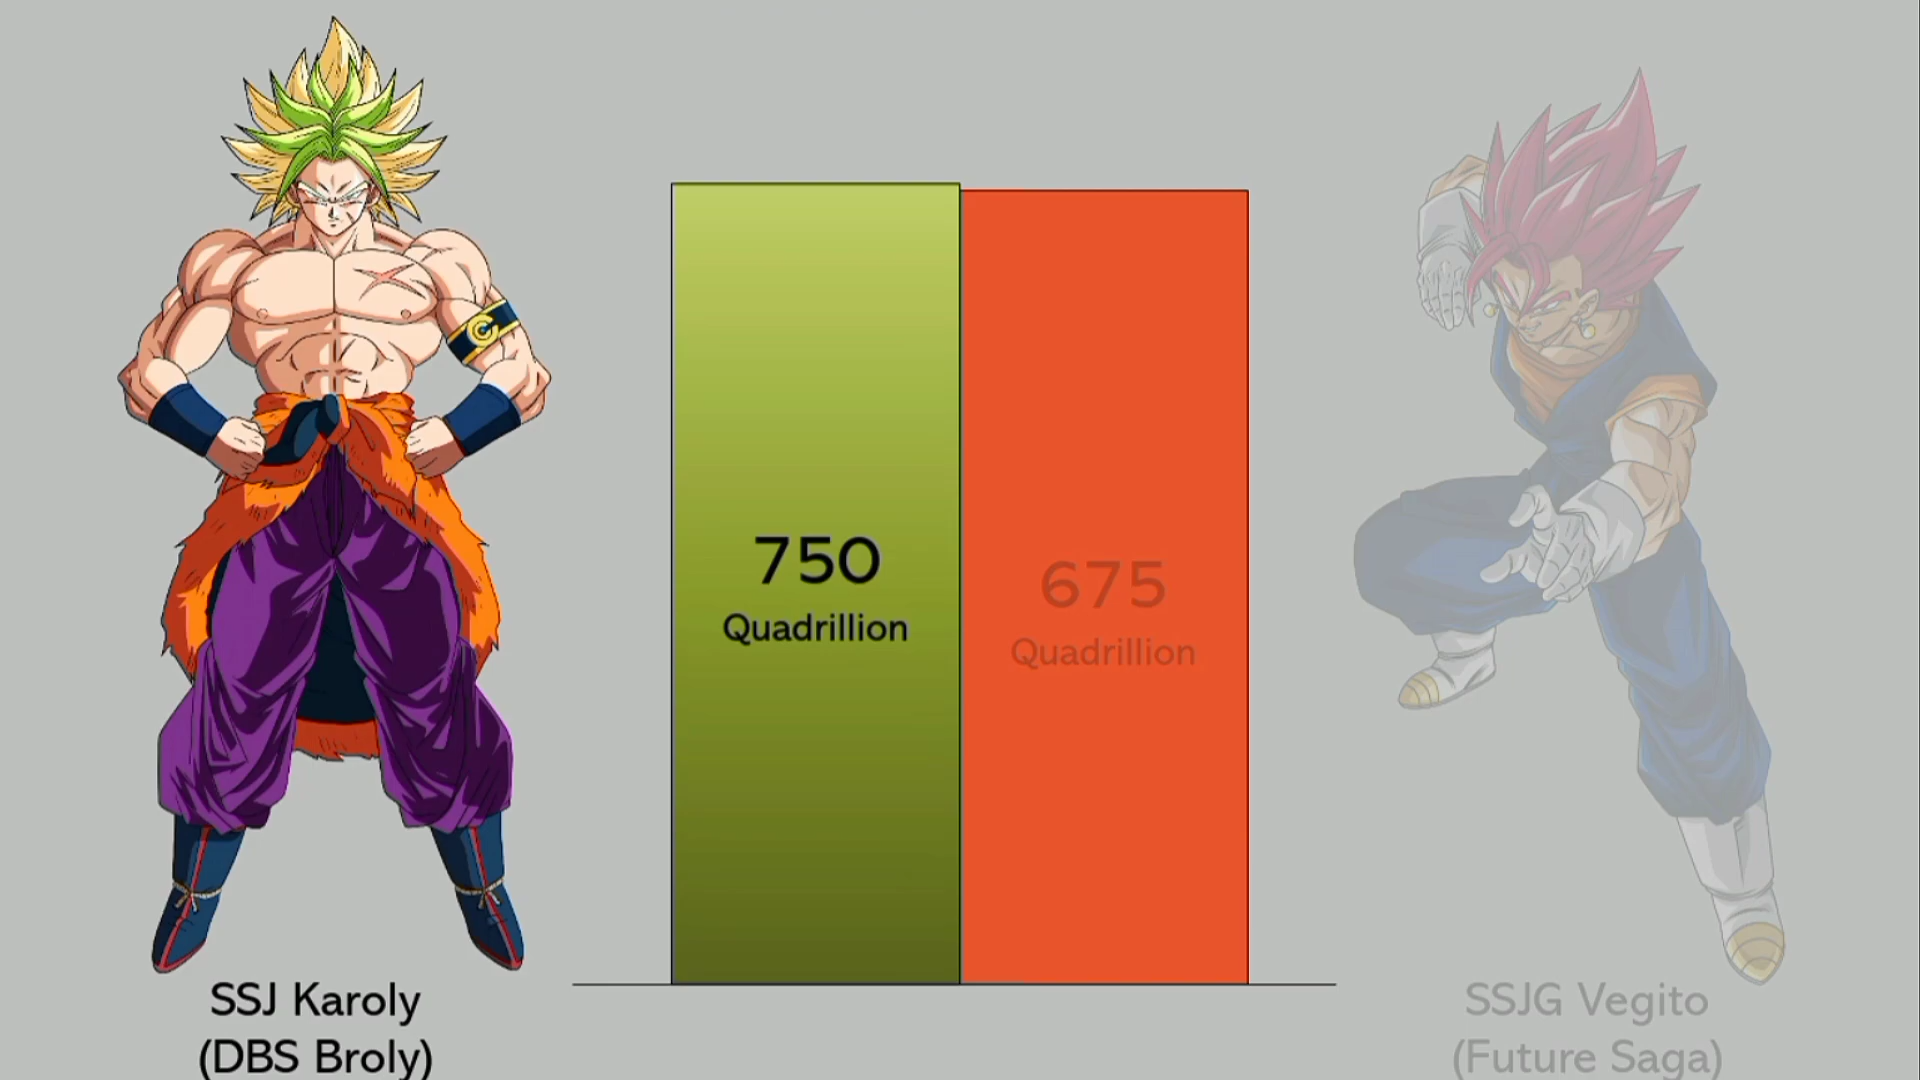 750
Quadrillion
675
Quadrillion
SSJ Karoly
(DBS Broly)
SSJG Vegito
(Future Saga)